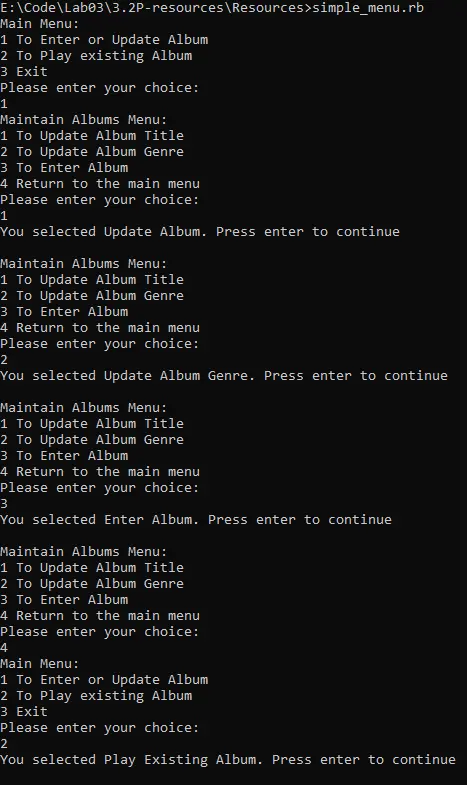 E:\Code\Lab03\3.2P-resources\Resources>simple_menu.rb
Main Menu:
1 To Enter or Update Album
2 To Play existing Album
3 Exit
Please enter your choice:
1
Maintain Albums Menu:
1 To Update Album Title
2 To Update Album Genre
3 To Enter Album
4 Return to the main menu
Please enter your choice:
1
You selected Update Album. Press enter to continue
Maintain Albums Menu:
1 To Update Album Title
2 To Update Album Genre
3 To Enter Album
4 Return to the main menu
Please enter your choice:
2
You selected Update Album Genre. Press enter to continue
Maintain Albums Menu:
1 To Update Album Title
2 To Update Album Genre
3 To Enter Album
4 Return to the main menu
Please enter your choice:
3
You selected Enter Album. Press enter to continue
Maintain Albums Menu:
1 To Update Album Title
2 To Update Album Genre
3 To Enter Album
4 Return to the main menu
Please enter your choice:
4
Main Menu:
1 To Enter or Update Album
2 To Play existing Album
3 Exit
Please enter your choice:
2
You selected Play Existing Album. Press enter to continue